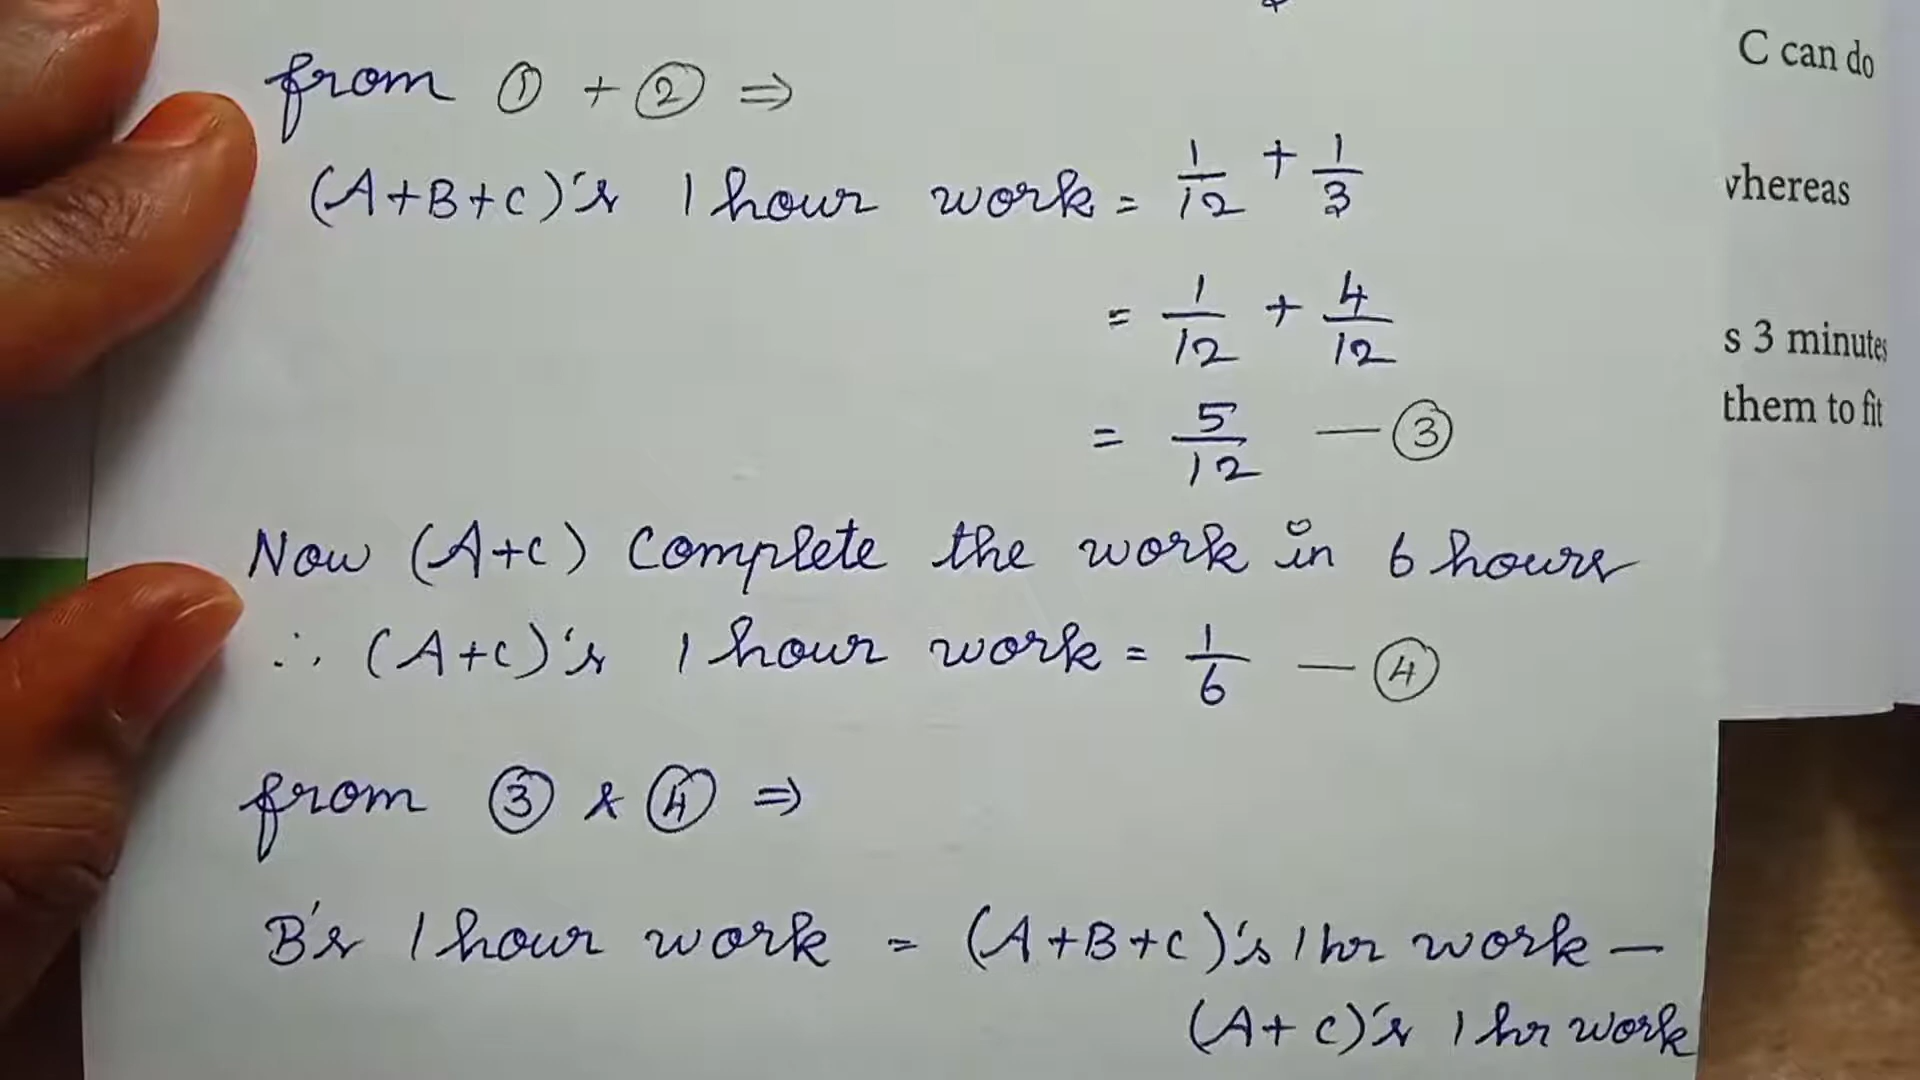 from ① + ② ⇒
(A+B+C)'s 1 hour work = 1/12 + 1/3
= 1/12 + 4/12
= 5/12 — ③
Now (A+C) Complete the work in 6 hours
∴ (A+C)'s 1 hour work = 1/6 — ④
from ③ & ④ ⇒
B's 1 hour work = (A+B+C)'s 1 hr work —
(A+C)'s 1 hr work
C can do
whereas
s 3 minutes
them to fit